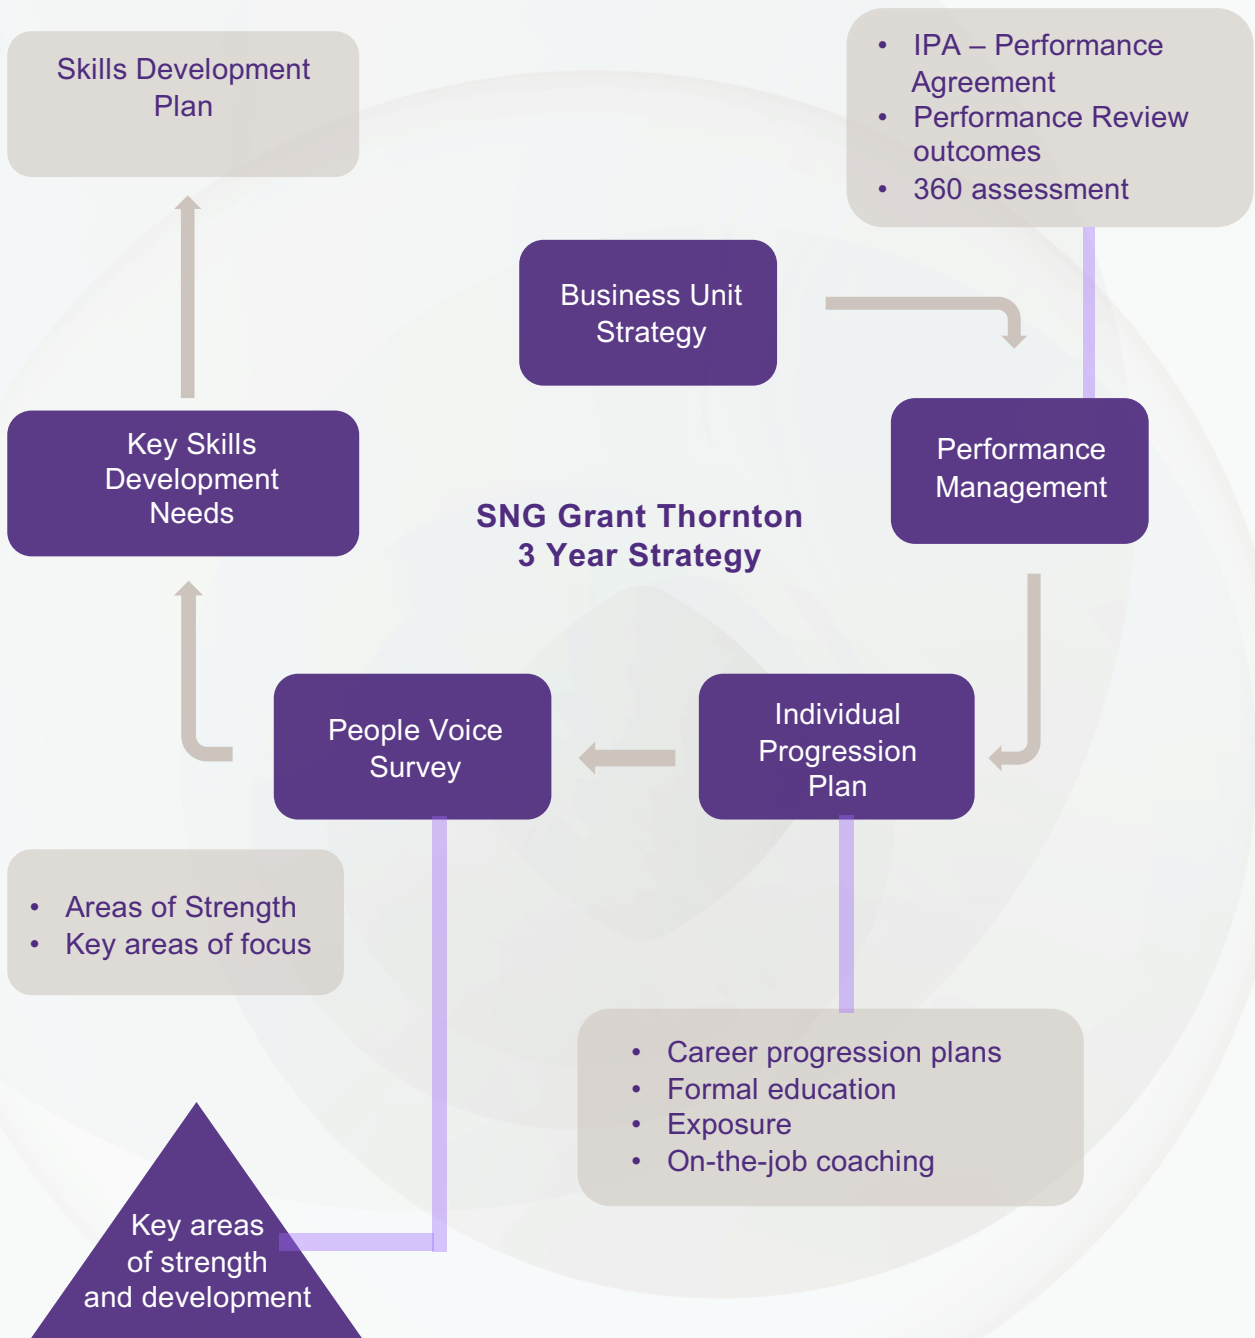 Skills Development
Plan
• IPA – Performance
Agreement
• Performance Review
outcomes
• 360 assessment
Business Unit
Strategy
Key Skills
Development
Needs
Performance
Management
SNG Grant Thornton
3 Year Strategy
People Voice
Survey
Individual
Progression
Plan
• Areas of Strength
• Key areas of focus
• Career progression plans
• Formal education
• Exposure
• On-the-job coaching
Key areas
of strength
and development